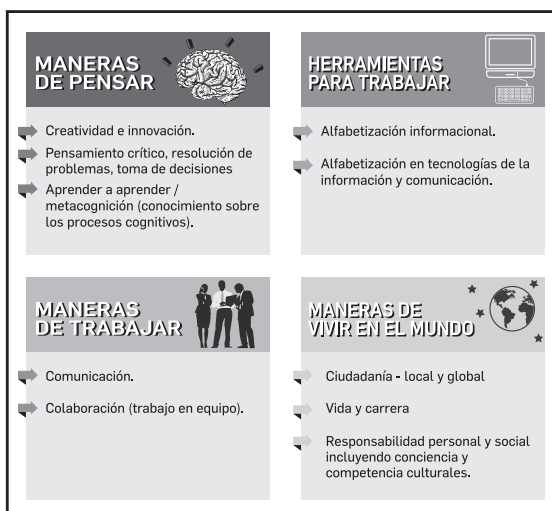 MANERAS
DE PENSAR
Creatividad e innovación.
Pensamiento crítico, resolución de
problemas, toma de decisiones
Aprender a aprender /
metacognición (conocimiento sobre
los procesos cognitivos).
HERRAMIENTAS
PARA TRABAJAR
Alfabetización informacional.
Alfabetización en tecnologías de la
información y comunicación.
MANERAS
DE TRABAJAR
Comunicación.
Colaboración (trabajo en equipo).
MANERAS DE
VIVIR EN EL MUNDO
Ciudadanía - local y global
Vida y carrera
Responsabilidad personal y social
incluyendo conciencia y
competencia culturales.